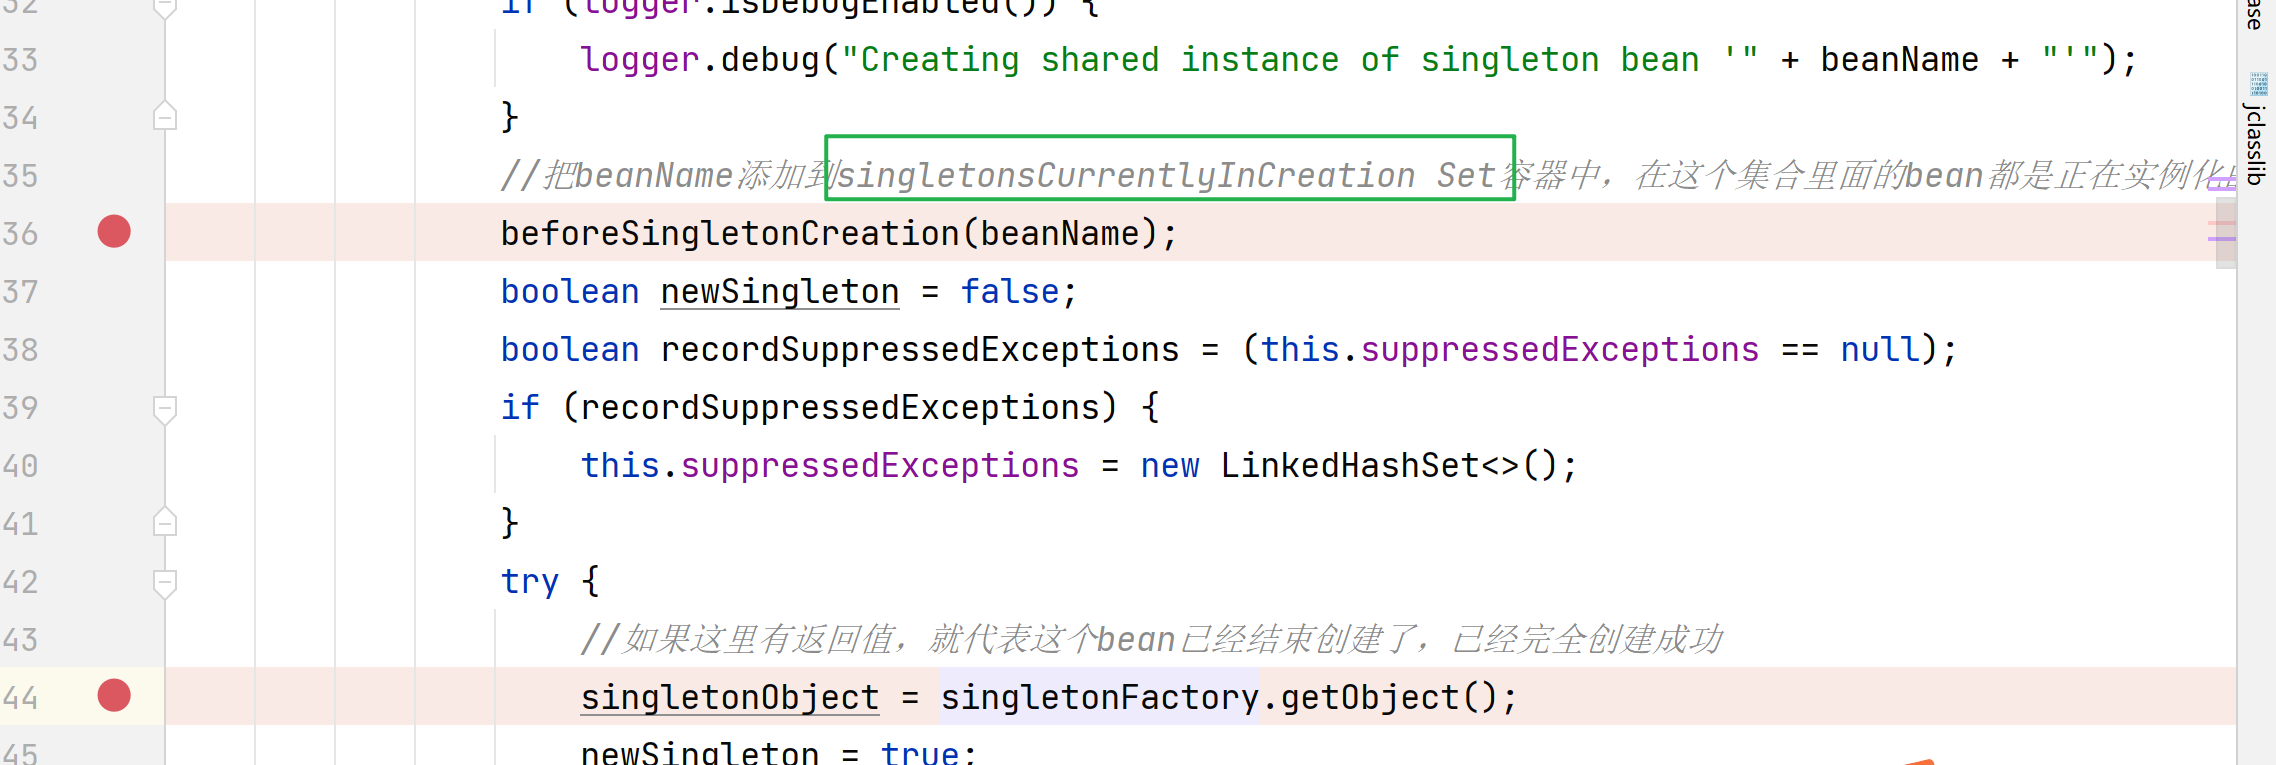 32 if (logger.isDebugEnabled()) {
33 logger.debug("Creating shared instance of singleton bean '" + beanName + "'");
34 }
35 //把beanName添加到singletonsCurrentlyInCreation Set容器中，在这个集合里面的bean都是正在实例化
36 beforeSingletonCreation(beanName);
37 boolean newSingleton = false;
38 boolean recordSuppressedExceptions = (this.suppressedExceptions == null);
39 if (recordSuppressedExceptions) {
40 this.suppressedExceptions = new LinkedHashSet<>();
41 }
42 try {
43 //如果这里有返回值，就代表这个bean已经结束创建了，已经完全创建成功
44 singletonObject = singletonFactory.getObject();
45 newSingleton = true;
ase
jclasslib